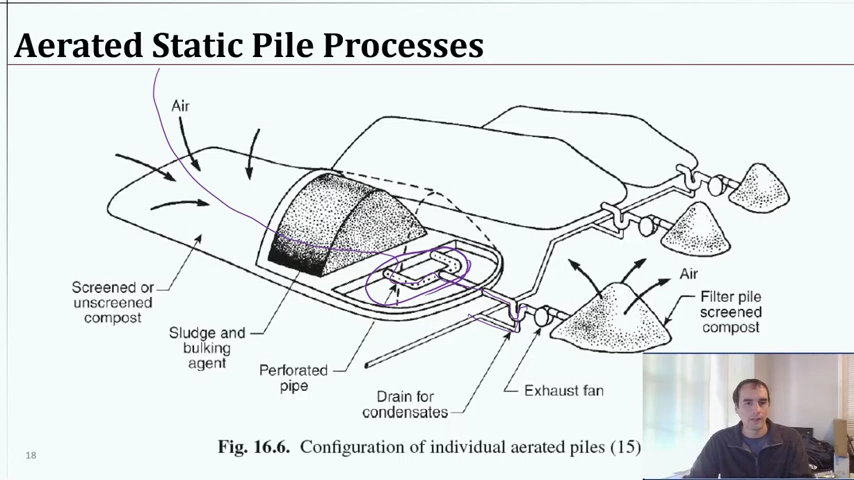 Aerated Static Pile Processes
Air
Air
Screened or
unscreened
compost
Sludge and
bulking
agent
Perforated
pipe
Drain for
condensates
Exhaust fan
Filter pile
screened
compost
Fig. 16.6. Configuration of individual aerated piles (15)
18